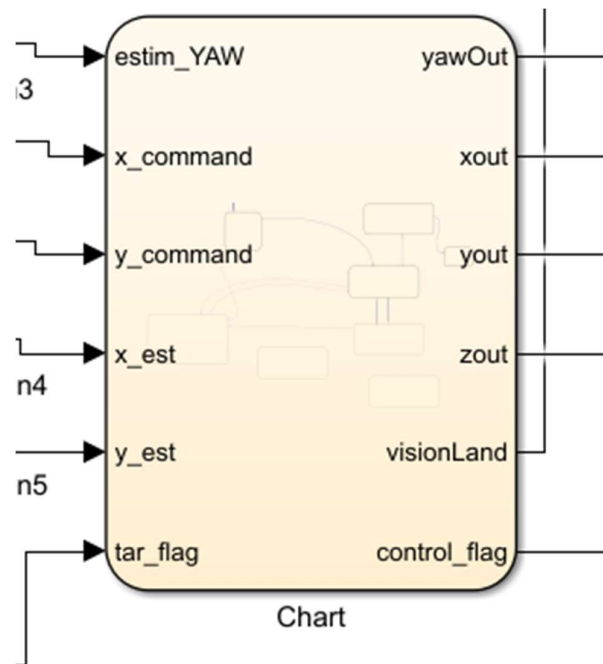 estim_YAW
yawOut
x_command
xout
y_command
yout
x_est
zout
n4
y_est
visionLand
n5
tar_flag
control_flag
Chart